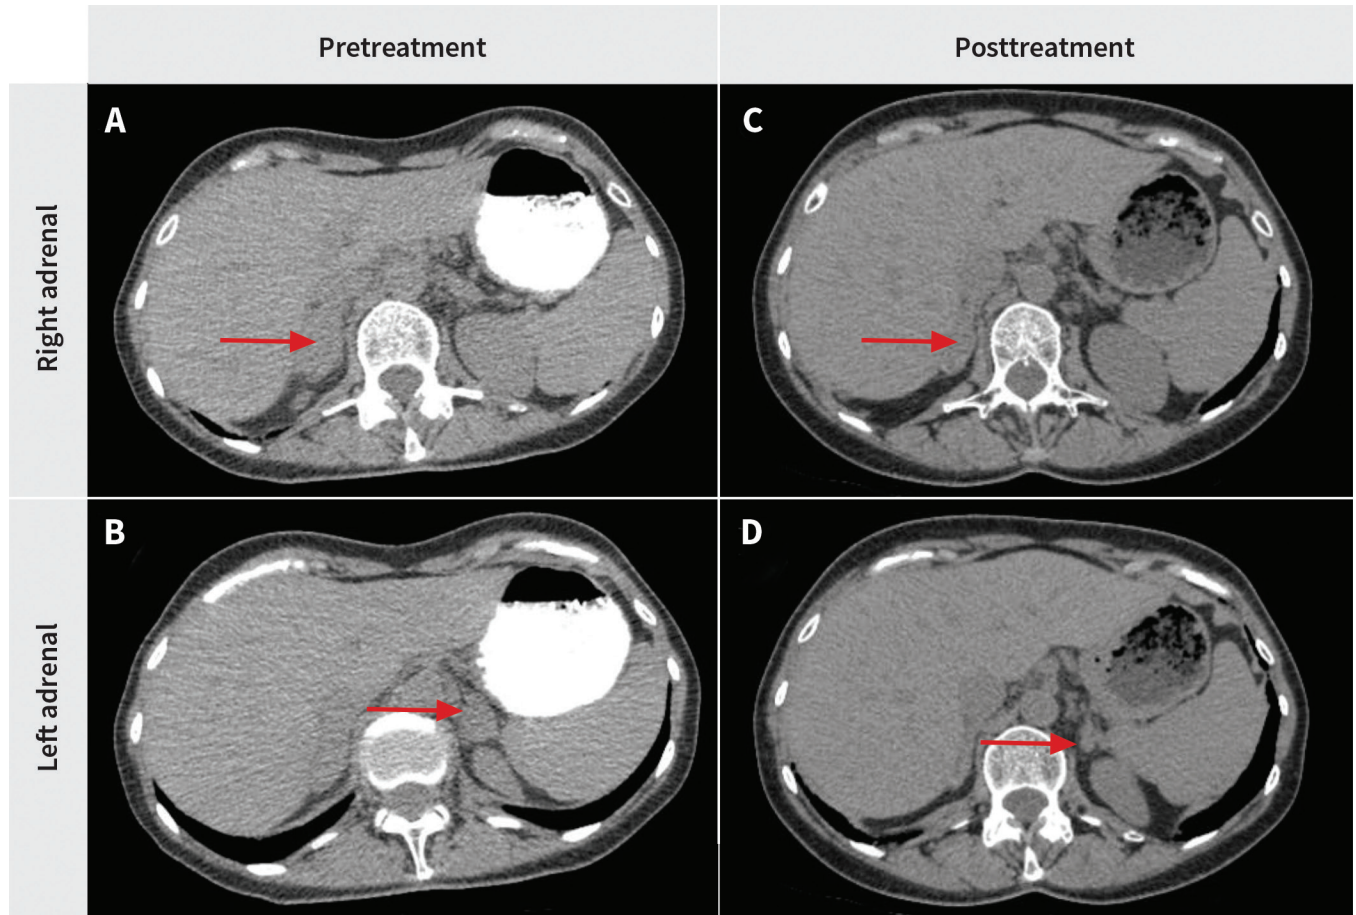 Pretreatment
Posttreatment
Right adrenal
A
C
Left adrenal
B
D